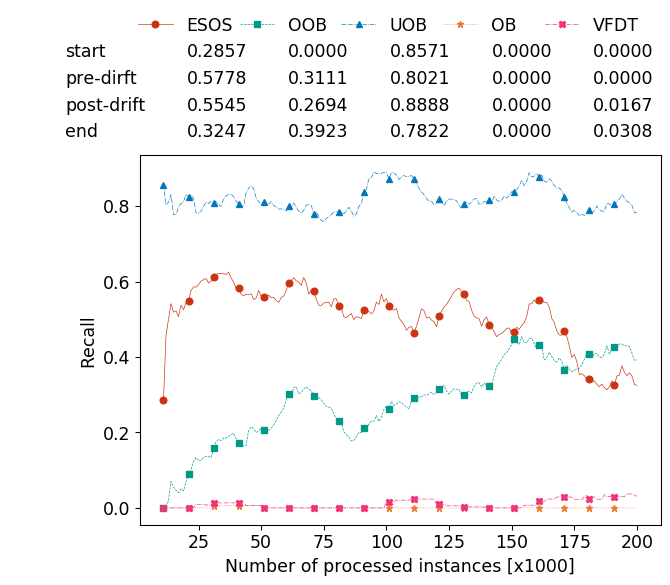 ESOS OOB UOB OB VFDT
start 0.2857 0.0000 0.8571 0.0000 0.0000
pre-dirft 0.5778 0.3111 0.8021 0.0000 0.0000
post-drift 0.5545 0.2694 0.8888 0.0000 0.0167
end 0.3247 0.3923 0.7822 0.0000 0.0308
0.8
0.6
0.4
0.2
0.0
Recall
25 50 75 100 125 150 175 200
Number of processed instances [x1000]